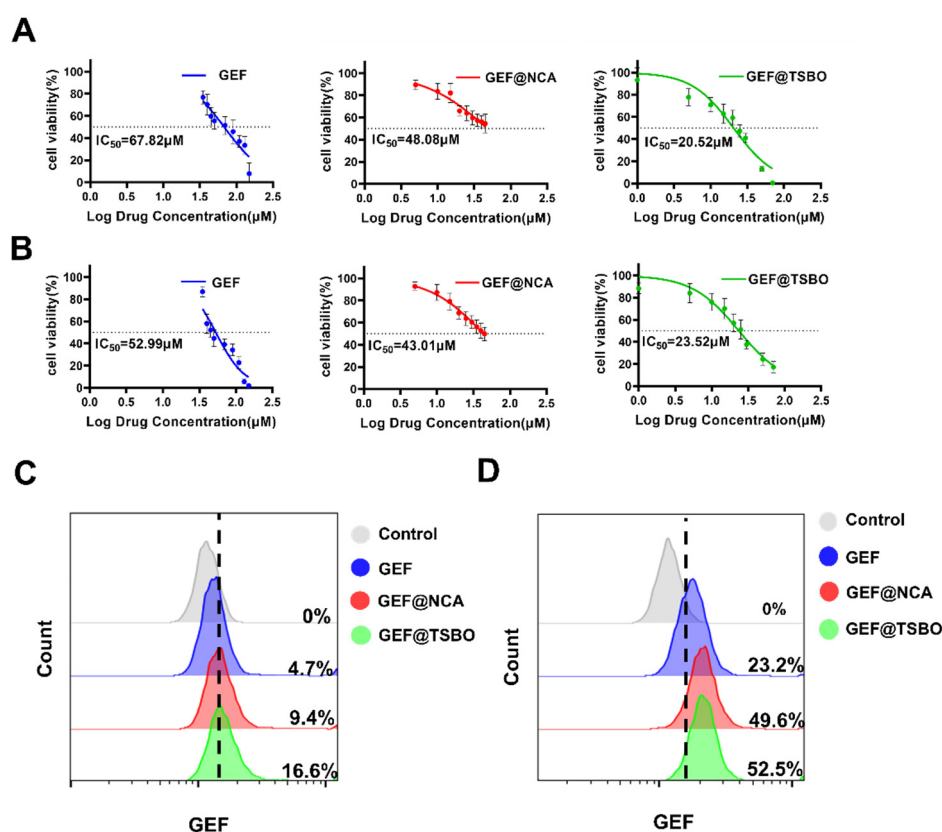 A
GEF
GEF@NCA
GEF@TSBO
cell viability(%)
100
80
60
40
20
0
IC50=67.82μM
0.0 0.5 1.0 1.5 2.0 2.5
Log Drug Concentration(μM)
cell viability(%)
100
80
60
40
20
0
IC50=48.08μM
0.0 0.5 1.0 1.5 2.0 2.5
Log Drug Concentration(μM)
cell viability(%)
100
80
60
40
20
0
IC50=20.52μM
0.0 0.5 1.0 1.5 2.0 2.5
Log Drug Concentration(μM)
B
GEF
GEF@NCA
GEF@TSBO
cell viability(%)
100
80
60
40
20
0
IC50=52.99μM
0.0 0.5 1.0 1.5 2.0 2.5
Log Drug Concentration(μM)
cell viability(%)
100
80
60
40
20
0
IC50=43.01μM
0.0 0.5 1.0 1.5 2.0 2.5
Log Drug Concentration(μM)
cell viability(%)
100
80
60
40
20
0
IC50=23.52μM
0.0 0.5 1.0 1.5 2.0 2.5
Log Drug Concentration(μM)
C
Count
0%
4.7%
9.4%
16.6%
GEF
Control
GEF
GEF@NCA
GEF@TSBO
D
Count
0%
23.2%
49.6%
52.5%
GEF
Control
GEF
GEF@NCA
GEF@TSBO